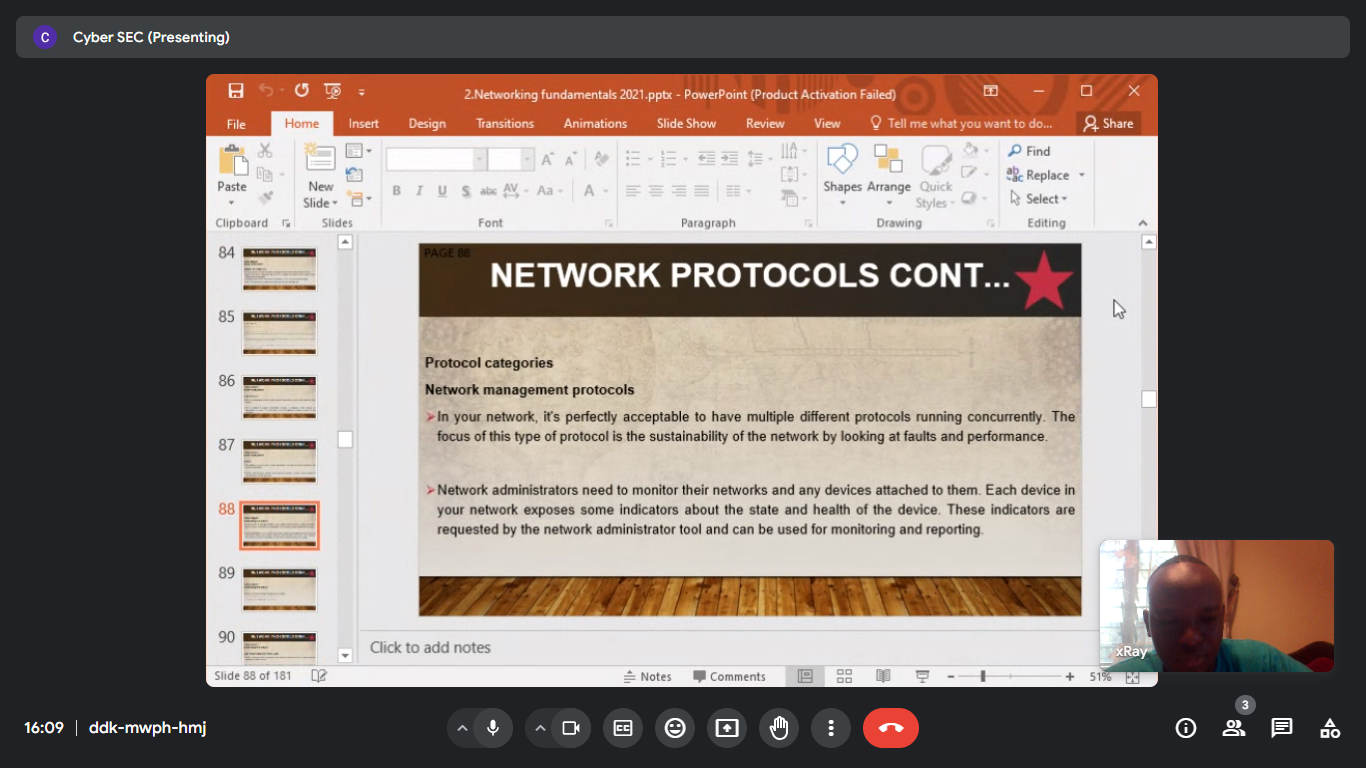 C Cyber SEC (Presenting)
2.Networking fundamentals 2021.pptx - PowerPoint (Product Activation Failed)
File Home Insert Design Transitions Animations Slide Show Review View Tell me what you want to do... Share
Paste
New
Slide
B I U S abc AV Aa A
Shapes Arrange Quick
Styles
Find
Replace
Select
Clipboard Slides Font Paragraph Drawing Editing
84
85
86
87
88
89
90
PAGE 88
NETWORK PROTOCOLS CONT...
Protocol categories
Network management protocols
➢In your network, it's perfectly acceptable to have multiple different protocols running concurrently. The
focus of this type of protocol is the sustainability of the network by looking at faults and performance.
➢Network administrators need to monitor their networks and any devices attached to them. Each device in
your network exposes some indicators about the state and health of the device. These indicators are
requested by the network administrator tool and can be used for monitoring and reporting.
Click to add notes
Slide 88 of 181 Notes Comments 51%
xRay
16:09 | ddk-mwph-hmj
3